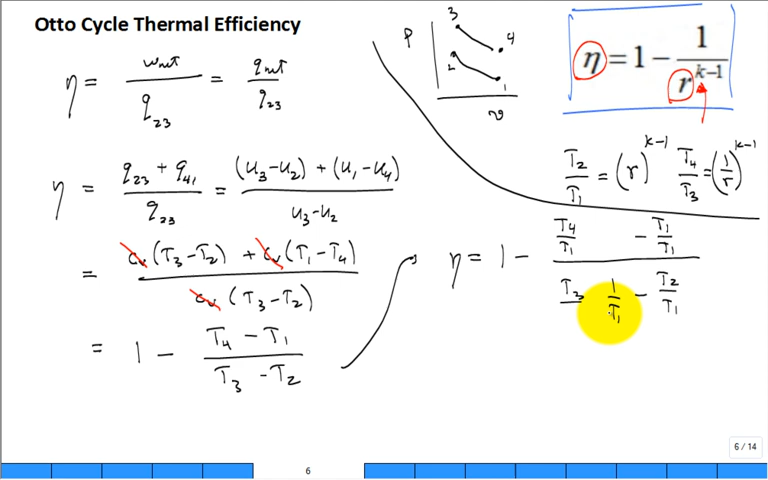 Otto Cycle Thermal Efficiency
η = w_net / q_23 = q_net / q_23
P 3 4 2 1 v
η = 1 − 1 / r^(k−1)
T_2/T_1 = (r)^(k-1) T_4/T_3 = (1/r)^(k-1)
η = (q_23 + q_41) / q_23 = ((u_3 − u_2) + (u_1 − u_4)) / (u_3 − u_2)
= (c_v (T_3 − T_2) + c_v (T_1 − T_4)) / (c_v (T_3 − T_2))
= 1 − (T_4 − T_1) / (T_3 − T_2)
η = 1 − (T_4/T_1 − T_1/T_1) / (T_3 1/T_1 − T_2/T_1)
6 / 14
6